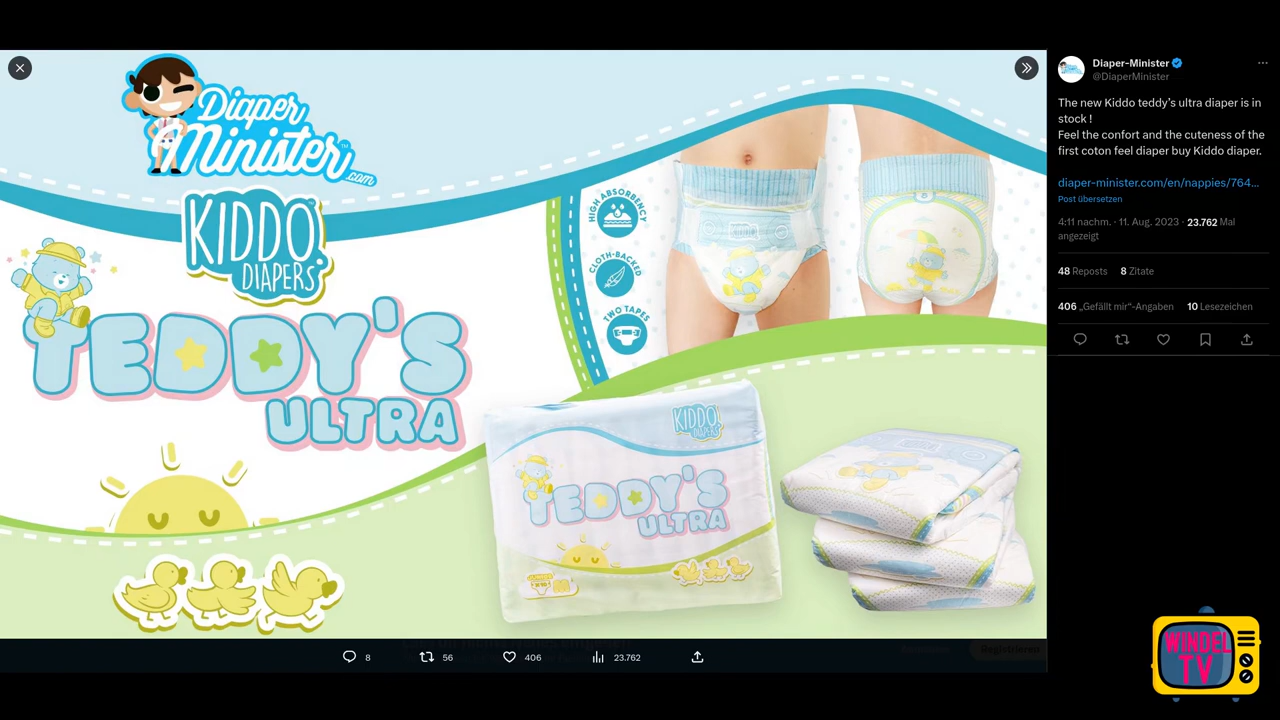 Diaper
Minister™
.com
KIDDO™
DIAPERS
TEDDY'S
ULTRA
HIGH ABSORBENCY
CLOTH-BACKED
TWO TAPES
KIDDO
DIAPERS
TEDDY'S
ULTRA
8
56
406
23.762
Registrieren
Diaper-Minister
@DiaperMinister
The new Kiddo teddy's ultra diaper is in
stock !
Feel the confort and the cuteness of the
first coton feel diaper buy Kiddo diaper.
diaper-minister.com/en/nappies/764…
Post übersetzen
4:11 nachm. · 11. Aug. 2023 · 23.762 Mal
angezeigt
48 Reposts 8 Zitate
406 „Gefällt mir“-Angaben 10 Lesezeichen
WINDEL
TV